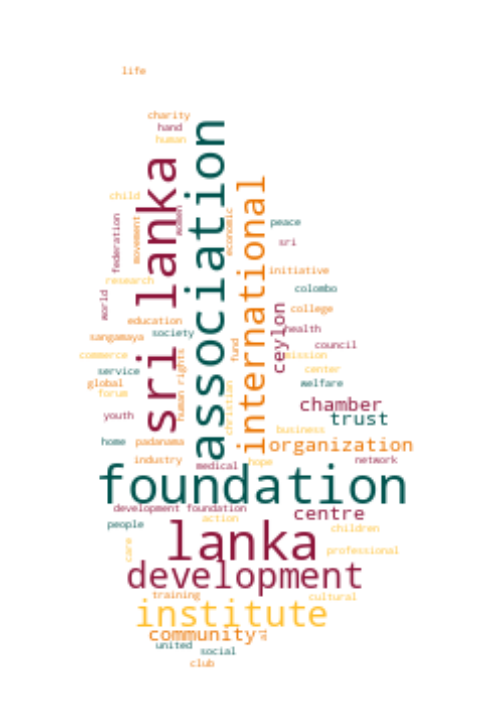 life
charity
hand
human
association
sri lanka
international
child
women
federation
movement
economic
peace
sri
initiative
research
colombo
world
ceylon
college
education
health
society
sangamaya
fund
council
commerce
mission
human rights
service
center
global
welfare
christian
forum
chamber
youth
trust
business
home
padanama
organization
industry
hope
network
medical
foundation
development foundation
centre
action
people
children
lanka
care
professional
development
training
cultural
institute
community
al
united
social
club